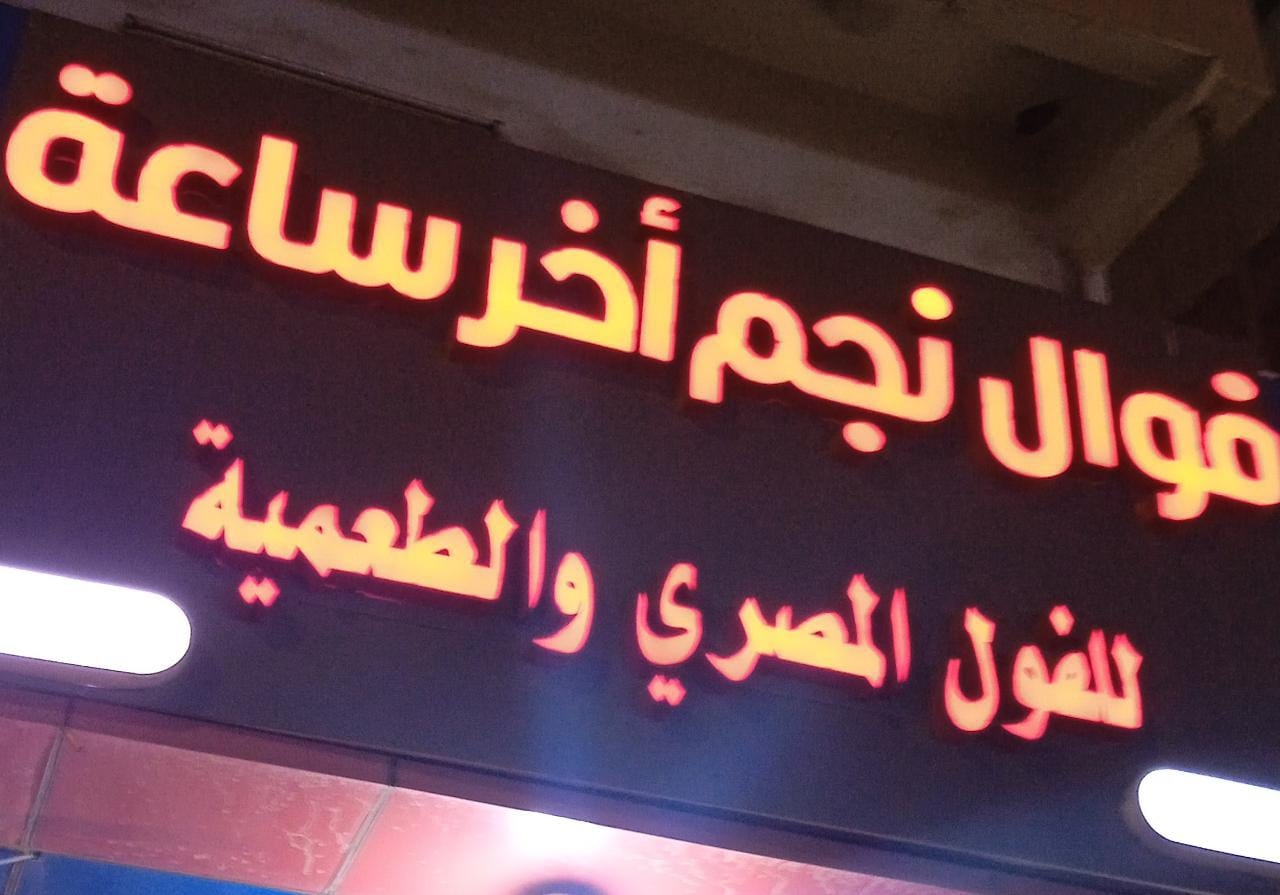 فوال نجم أخر ساعة
للفول المصري والطعمية